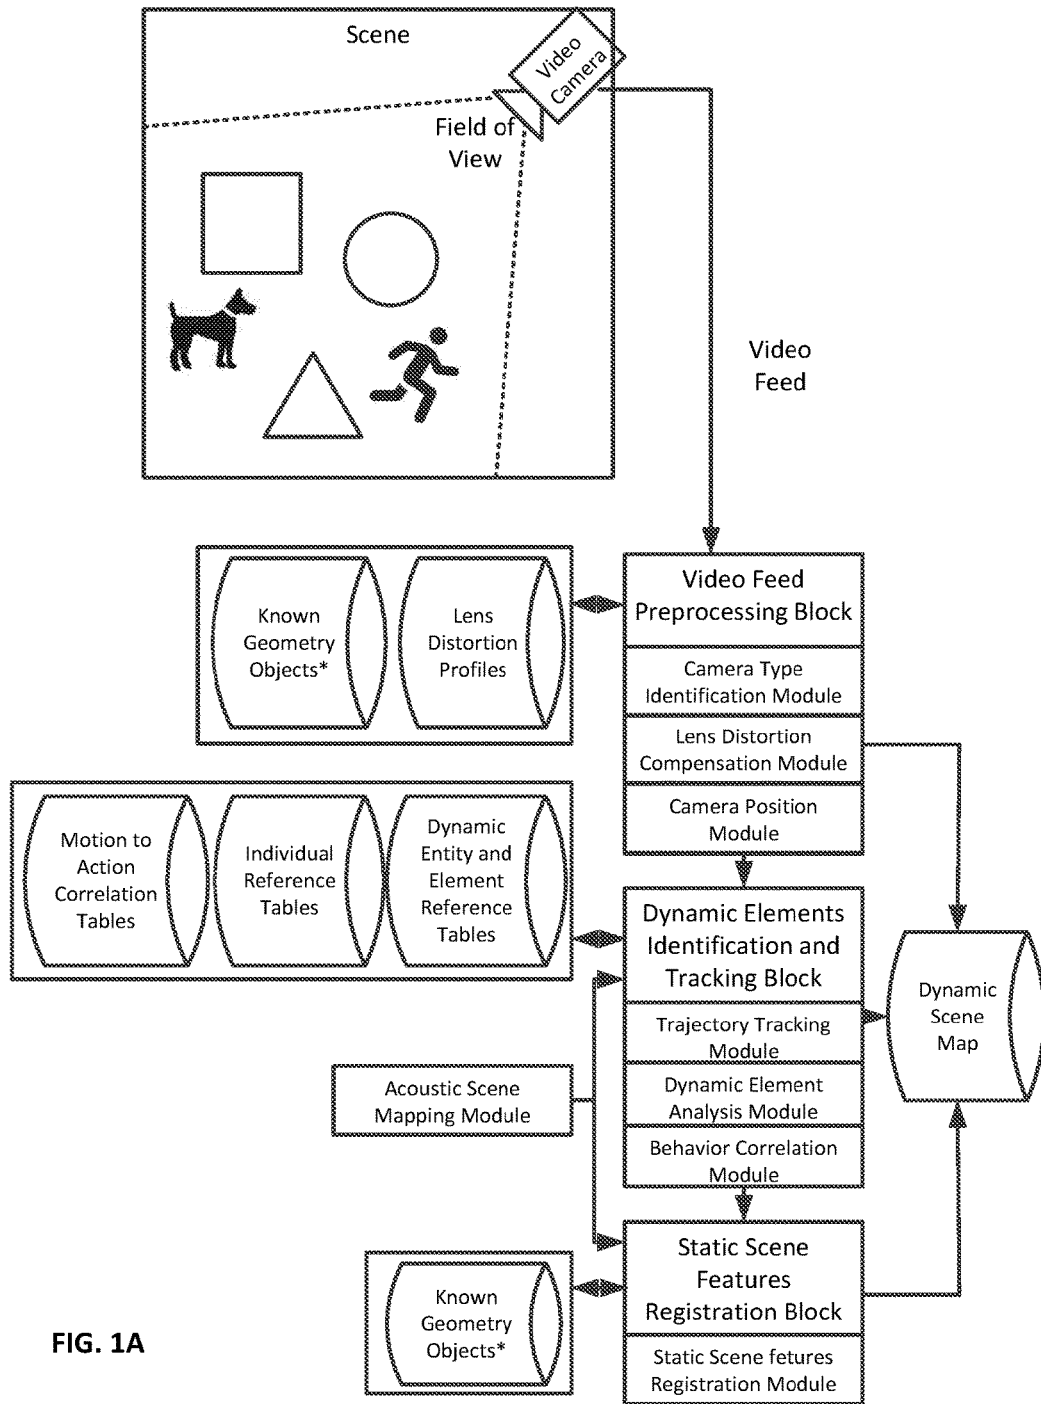 Scene
Video
Camera
Field of
View
Video
Feed
Known
Geometry
Objects*
Lens
Distortion
Profiles
Video Feed
Preprocessing Block
Camera Type
Identification Module
Lens Distortion
Compensation Module
Camera Position
Module
Motion to
Action
Correlation
Tables
Individual
Reference
Tables
Dynamic
Entity and
Element
Reference
Tables
Dynamic Elements
Identification and
Tracking Block
Trajectory Tracking
Module
Dynamic Element
Analysis Module
Behavior Correlation
Module
Dynamic
Scene
Map
Acoustic Scene
Mapping Module
Static Scene
Features
Registration Block
Static Scene fetures
Registration Module
Known
Geometry
Objects*
FIG. 1A